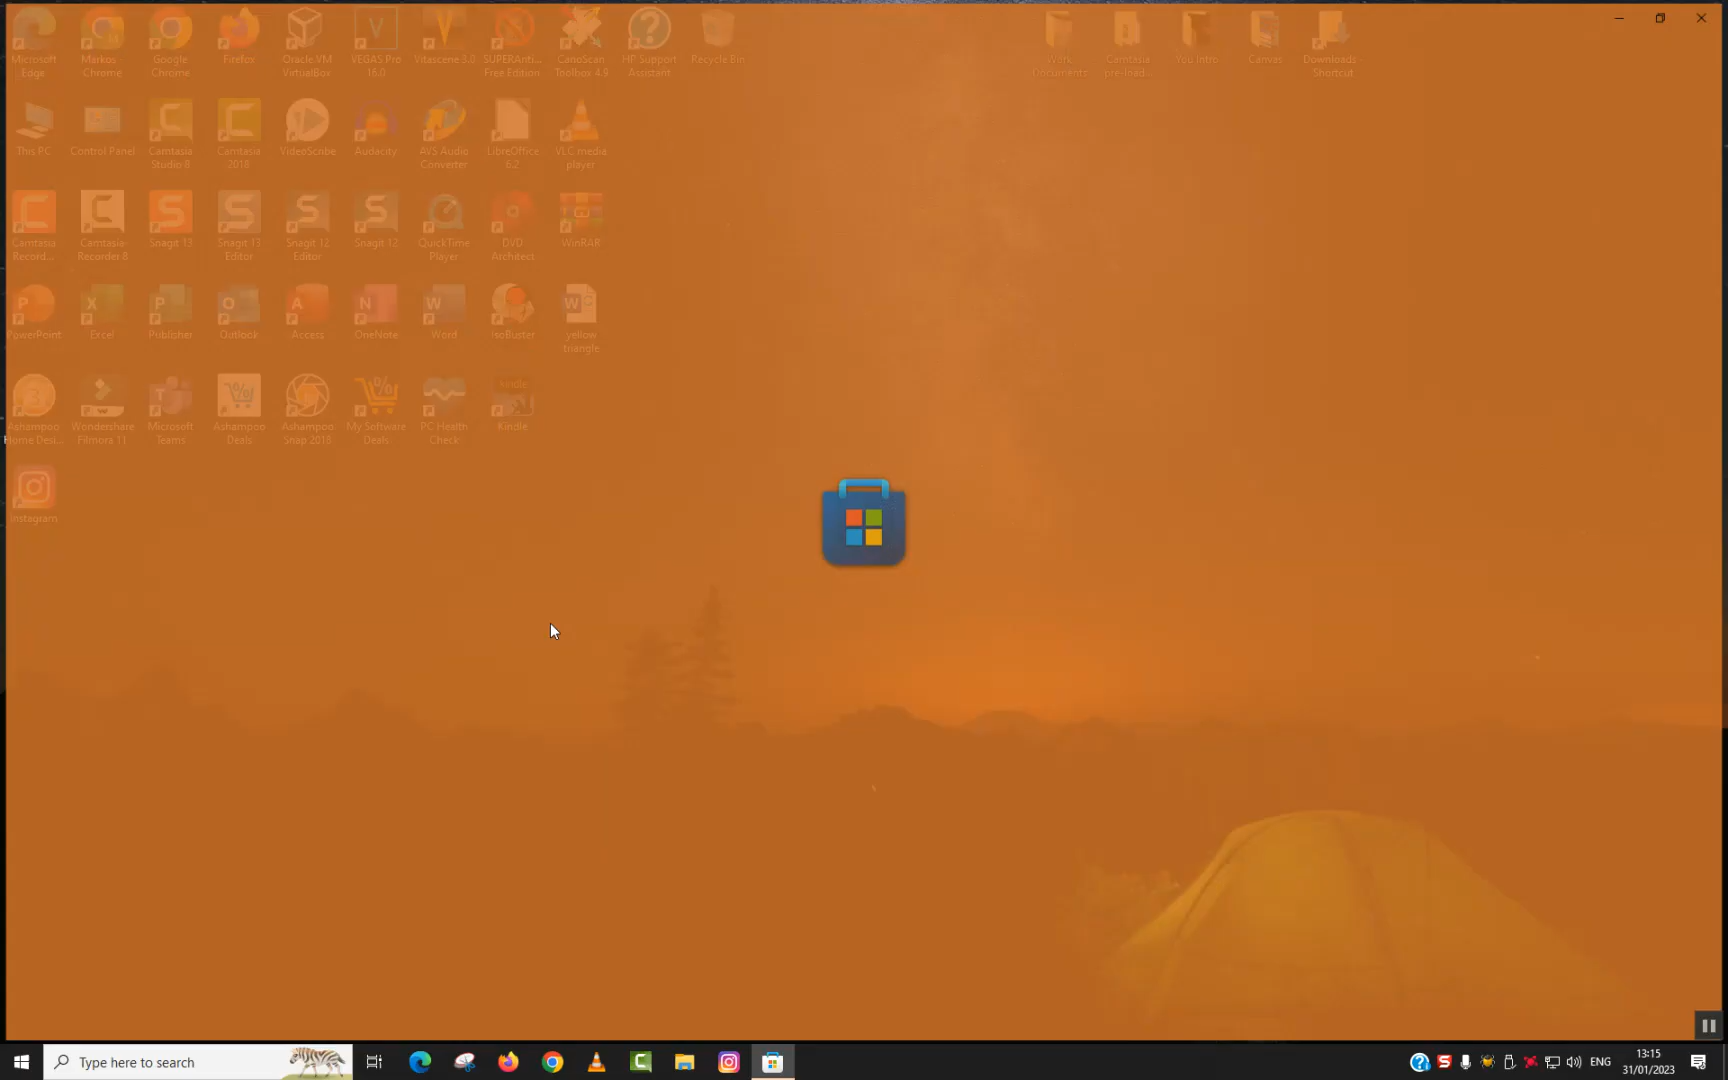 Microsoft Edge
Markos - Chrome
Google Chrome
Firefox
Oracle VM VirtualBox
VEGAS Pro 16.0
Vitascene 3.0
SUPERAnti... Free Edition
CanoScan Toolbox 4.9
HP Support Assistant
Recycle Bin
Work Documents
Camtasia pre-load...
You Intro
Canvas
Downloads - Shortcut
This PC
Control Panel
Camtasia Studio 8
Camtasia 2018
VideoScribe
Audacity
AVS Audio Converter
LibreOffice 6.2
VLC media player
Camtasia Record...
Camtasia Recorder 8
Snagit 13
Snagit 13 Editor
Snagit 12 Editor
Snagit 12
QuickTime Player
DVD Architect
WinRAR
PowerPoint
Excel
Publisher
Outlook
Access
OneNote
Word
IsoBuster
yellow triangle
Ashampoo Home Desi...
Wondershare Filmora 11
Microsoft Teams
Ashampoo Deals
Ashampoo Snap 2018
My Software Deals
PC Health Check
Kindle
Instagram
Type here to search
ENG
13:15
31/01/2023